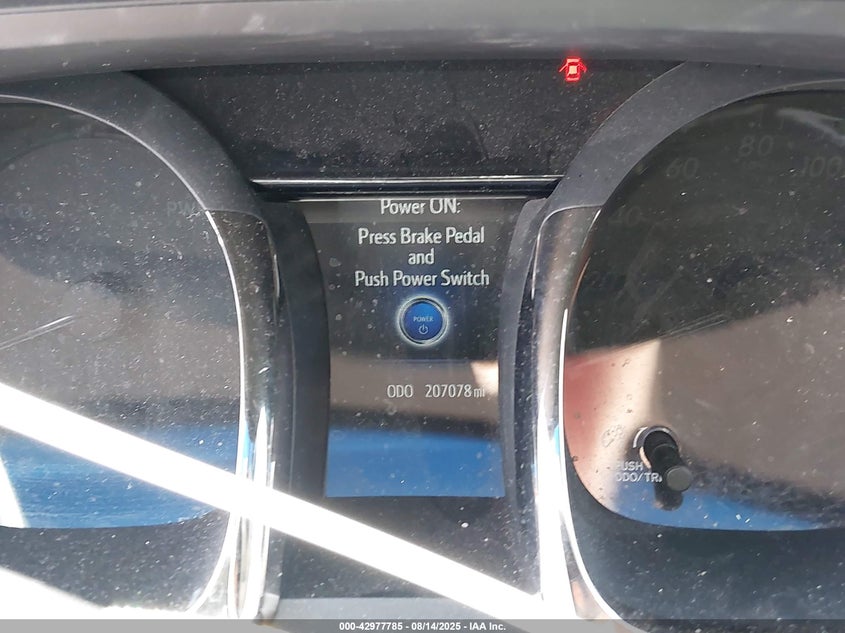 Power ON:
Press Brake Pedal
and
Push Power Switch
POWER
ODO 207078 mi
60
80
100
PUSH
ODO/TR
000-42977785 - 08/14/2025 - IAA Inc.